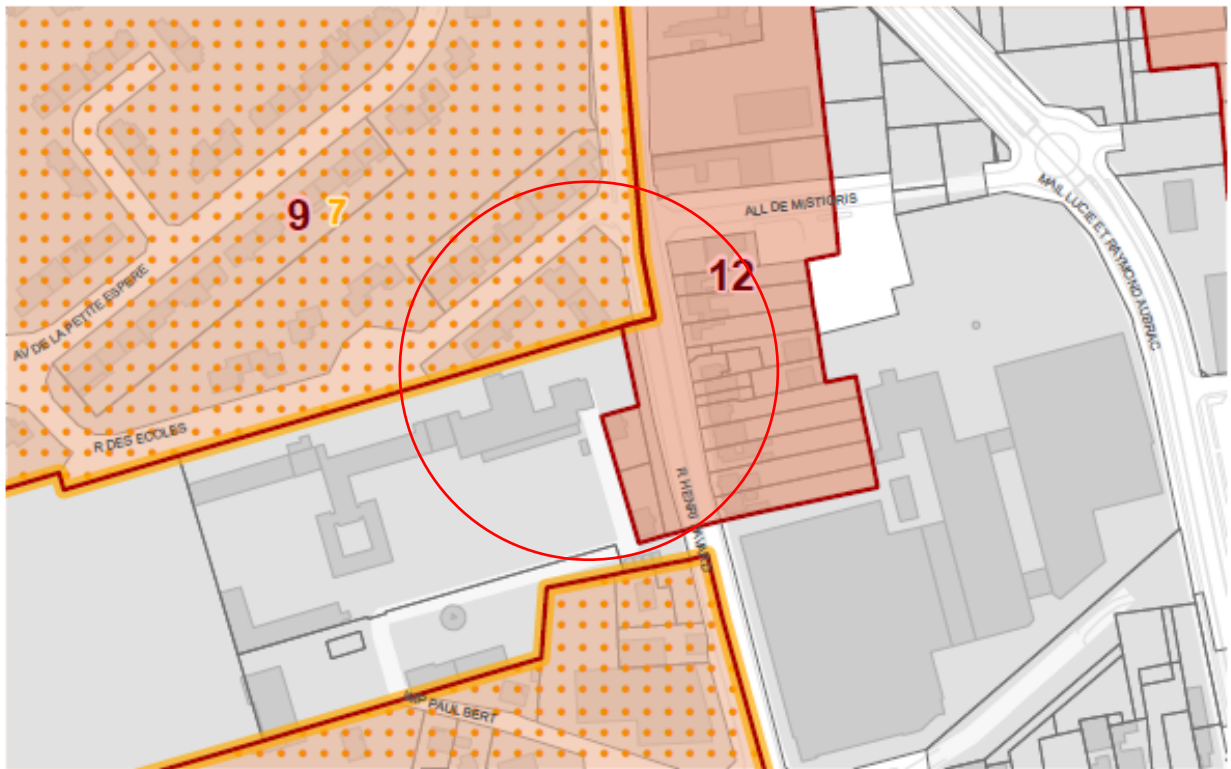 ALL DE MISTIGRIS
MAIL LUCIE ET RAYMOND AUBRAC
9 7
12
AV DE LA PETITE ESPERE
R DES ECOLES
R HENRI
IMP PAUL BERT